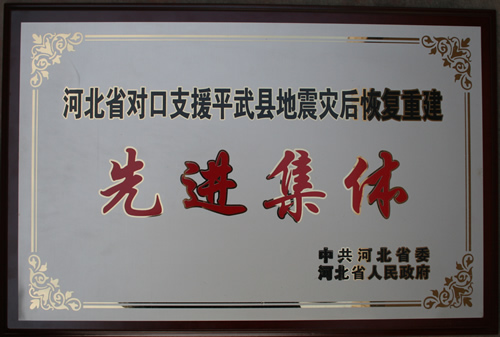 河北省对口支援平武县地震灾后恢复重建
先进集体
中共河北省委
河北省人民政府